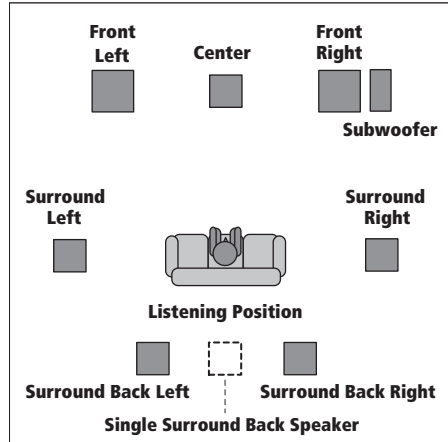 Front
Left
Center
Front
Right
Subwoofer
Surround
Left
Surround
Right
Listening Position
Surround Back Left
Surround Back Right
Single Surround Back Speaker